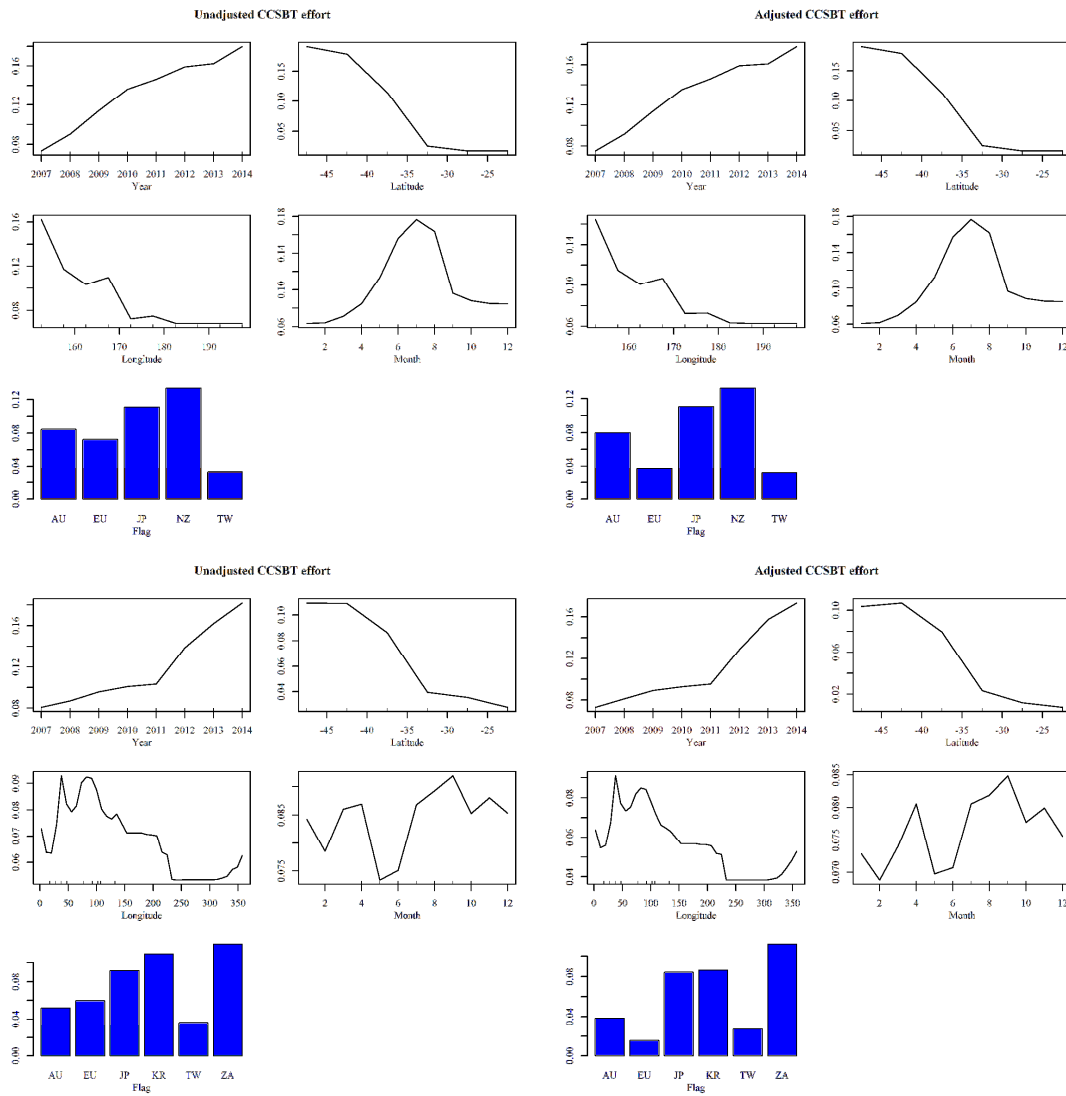 Unadjusted CCSBT effort
0.08 0.12 0.16
2007 2008 2009 2010 2011 2012 2013 2014
Year
0.05 0.10 0.15
-45 -40 -35 -30 -25
Latitude
0.08 0.12 0.16
160 170 180 190
Longitude
0.06 0.10 0.14 0.18
2 4 6 8 10 12
Month
0.00 0.04 0.08 0.12
AU EU JP NZ TW
Flag
Adjusted CCSBT effort
0.08 0.12 0.16
2007 2008 2009 2010 2011 2012 2013 2014
Year
0.05 0.10 0.15
-45 -40 -35 -30 -25
Latitude
0.06 0.10 0.14
160 170 180 190
Longitude
0.06 0.10 0.14 0.18
2 4 6 8 10 12
Month
0.00 0.04 0.08 0.12
AU EU JP NZ TW
Flag
Unadjusted CCSBT effort
0.08 0.12 0.16
2007 2008 2009 2010 2011 2012 2013 2014
Year
0.04 0.06 0.08 0.10
-45 -40 -35 -30 -25
Latitude
0.06 0.07 0.08 0.09
0 50 100 150 200 250 300 350
Longitude
0.075 0.085
2 4 6 8 10 12
Month
0.00 0.04 0.08
AU EU JP KR TW ZA
Flag
Adjusted CCSBT effort
0.08 0.12 0.16
2007 2008 2009 2010 2011 2012 2013 2014
Year
0.02 0.06 0.10
-45 -40 -35 -30 -25
Latitude
0.04 0.06 0.08
0 50 100 150 200 250 300 350
Longitude
0.070 0.075 0.080 0.085
2 4 6 8 10 12
Month
0.00 0.04 0.08
AU EU JP KR TW ZA
Flag